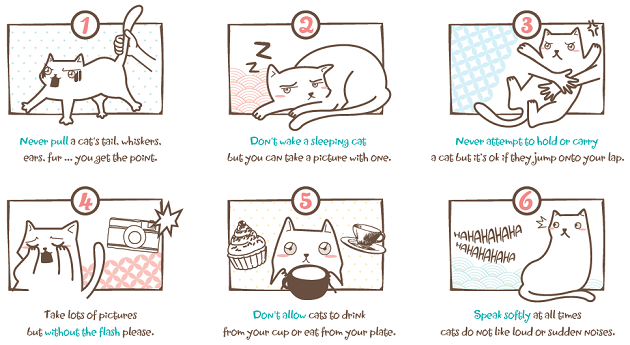 1
Never pull a cat's tail. whiskers.
ears. fur ... you get the point.
2
Z
Z
Don't wake a sleeping cat
but you can take a picture with one.
3
Never attempt to hold or carry
a cat but it's ok if they jump onto your lap.
4
Take lots of pictures
but without the flash please.
5
Don't allow cats to drink
from your cup or eat from your plate.
6
HAHAHAHAHA
HAHAHAHAHA
Speak softly at all times
cats do not like loud or sudden noises.